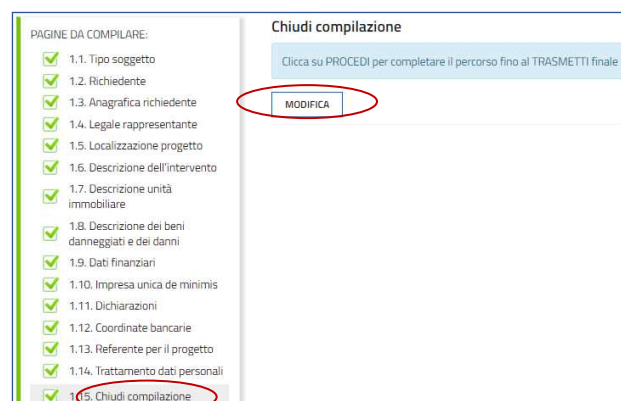 PAGINE DA COMPILARE:
1.1. Tipo soggetto
1.2. Richiedente
1.3. Anagrafica richiedente
1.4. Legale rappresentante
1.5. Localizzazione progetto
1.6. Descrizione dell'intervento
1.7. Descrizione unità
immobiliare
1.8. Descrizione dei beni
danneggiati e dei danni
1.9. Dati finanziari
1.10. Impresa unica de minimis
1.11. Dichiarazioni
1.12. Coordinate bancarie
1.13. Referente per il progetto
1.14. Trattamento dati personali
1.15. Chiudi compilazione
Chiudi compilazione
Clicca su PROCEDI per completare il percorso fino al TRASMETTI finale
MODIFICA